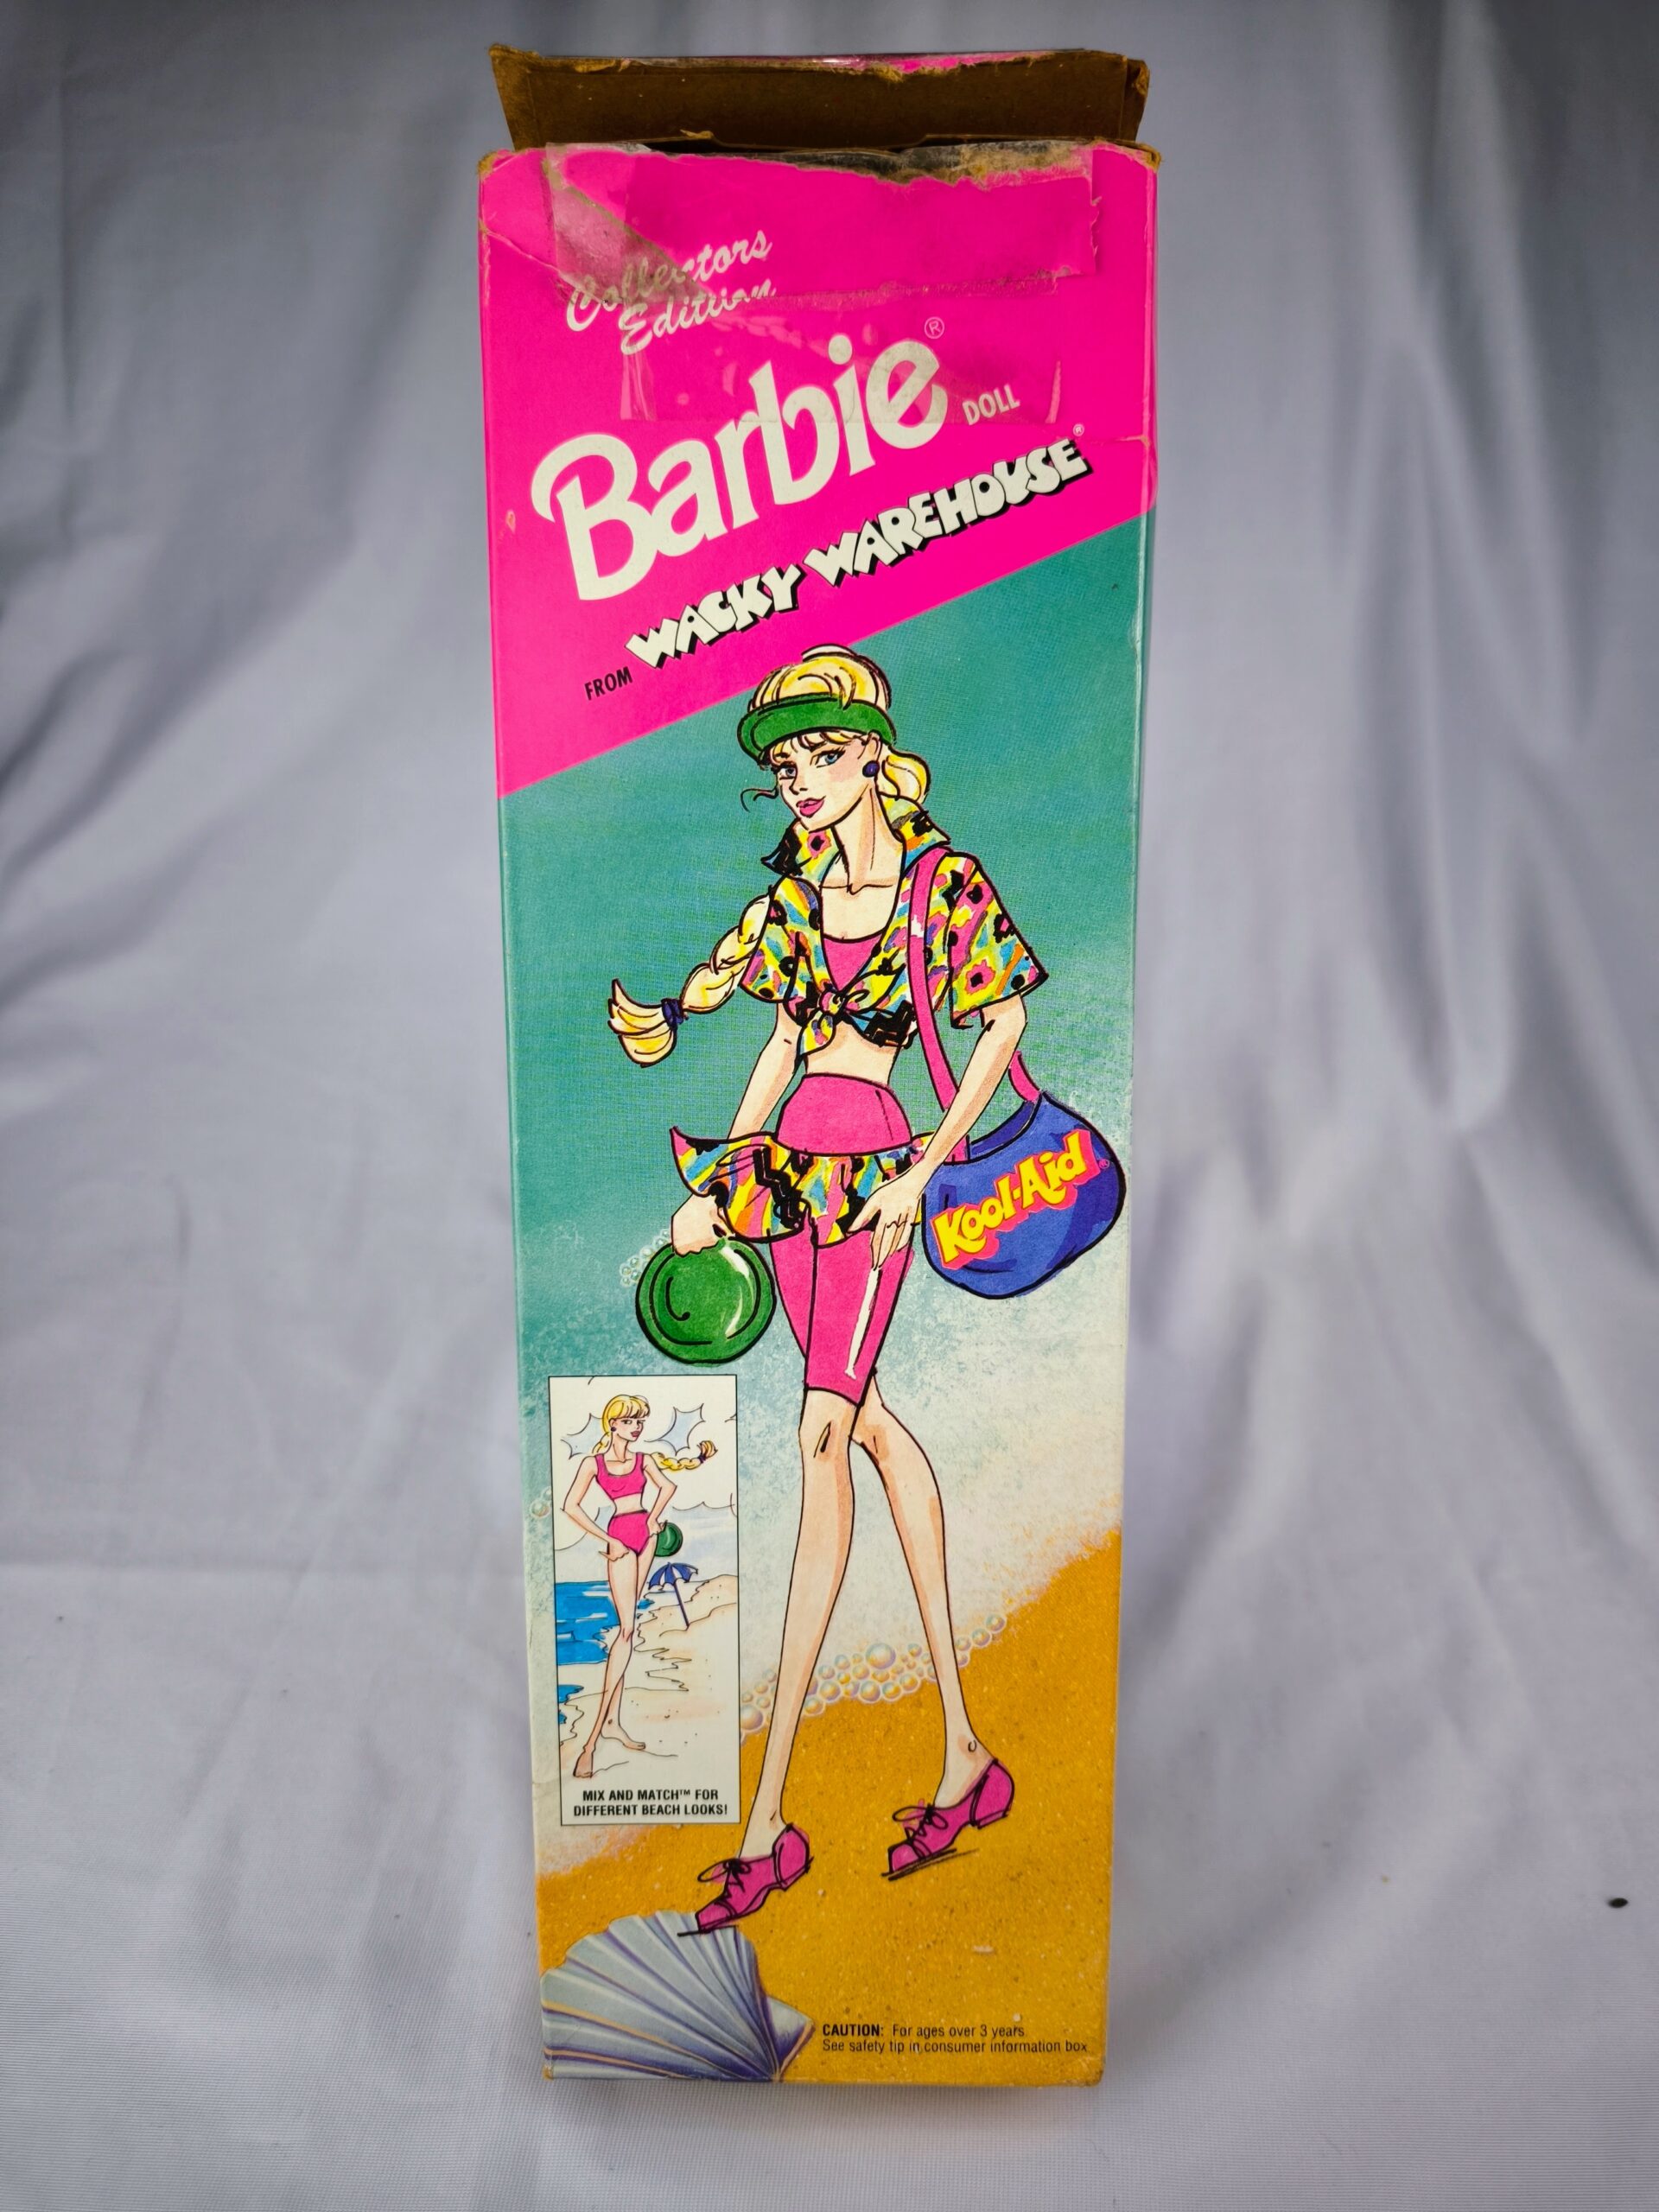 Collectors
Edition
Barbie® DOLL
FROM WACKY WAREHOUSE®
Kool-Aid®
MIX AND MATCH™ FOR
DIFFERENT BEACH LOOKS!
CAUTION: For ages over 3 years
See safety tip in consumer information box